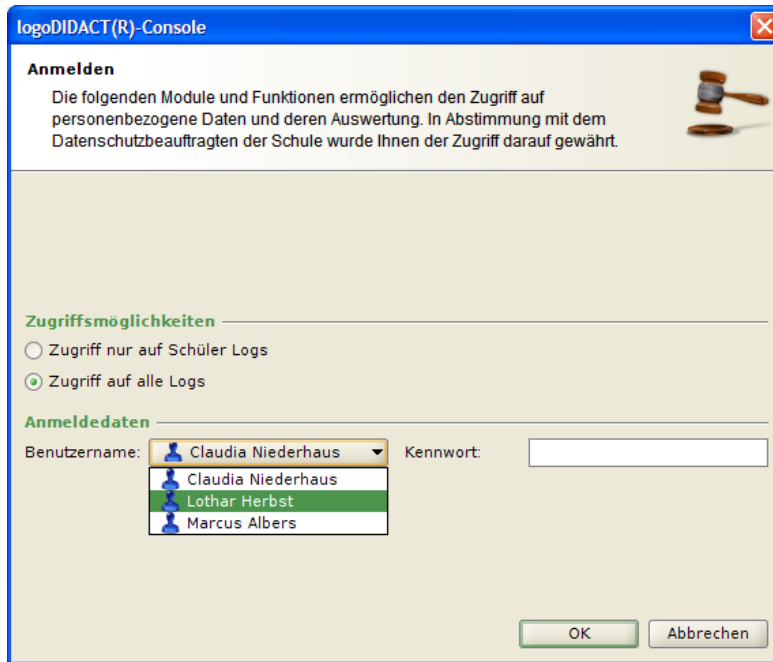 logoDIDACT(R)-Console
Anmelden
Die folgenden Module und Funktionen ermöglichen den Zugriff auf
personenbezogene Daten und deren Auswertung. In Abstimmung mit dem
Datenschutzbeauftragten der Schule wurde Ihnen der Zugriff darauf gewährt.
Zugriffsmöglichkeiten
Zugriff nur auf Schüler Logs
Zugriff auf alle Logs
Anmeldedaten
Benutzername: Claudia Niederhaus Kennwort:
Claudia Niederhaus
Lothar Herbst
Marcus Albers
OK Abbrechen